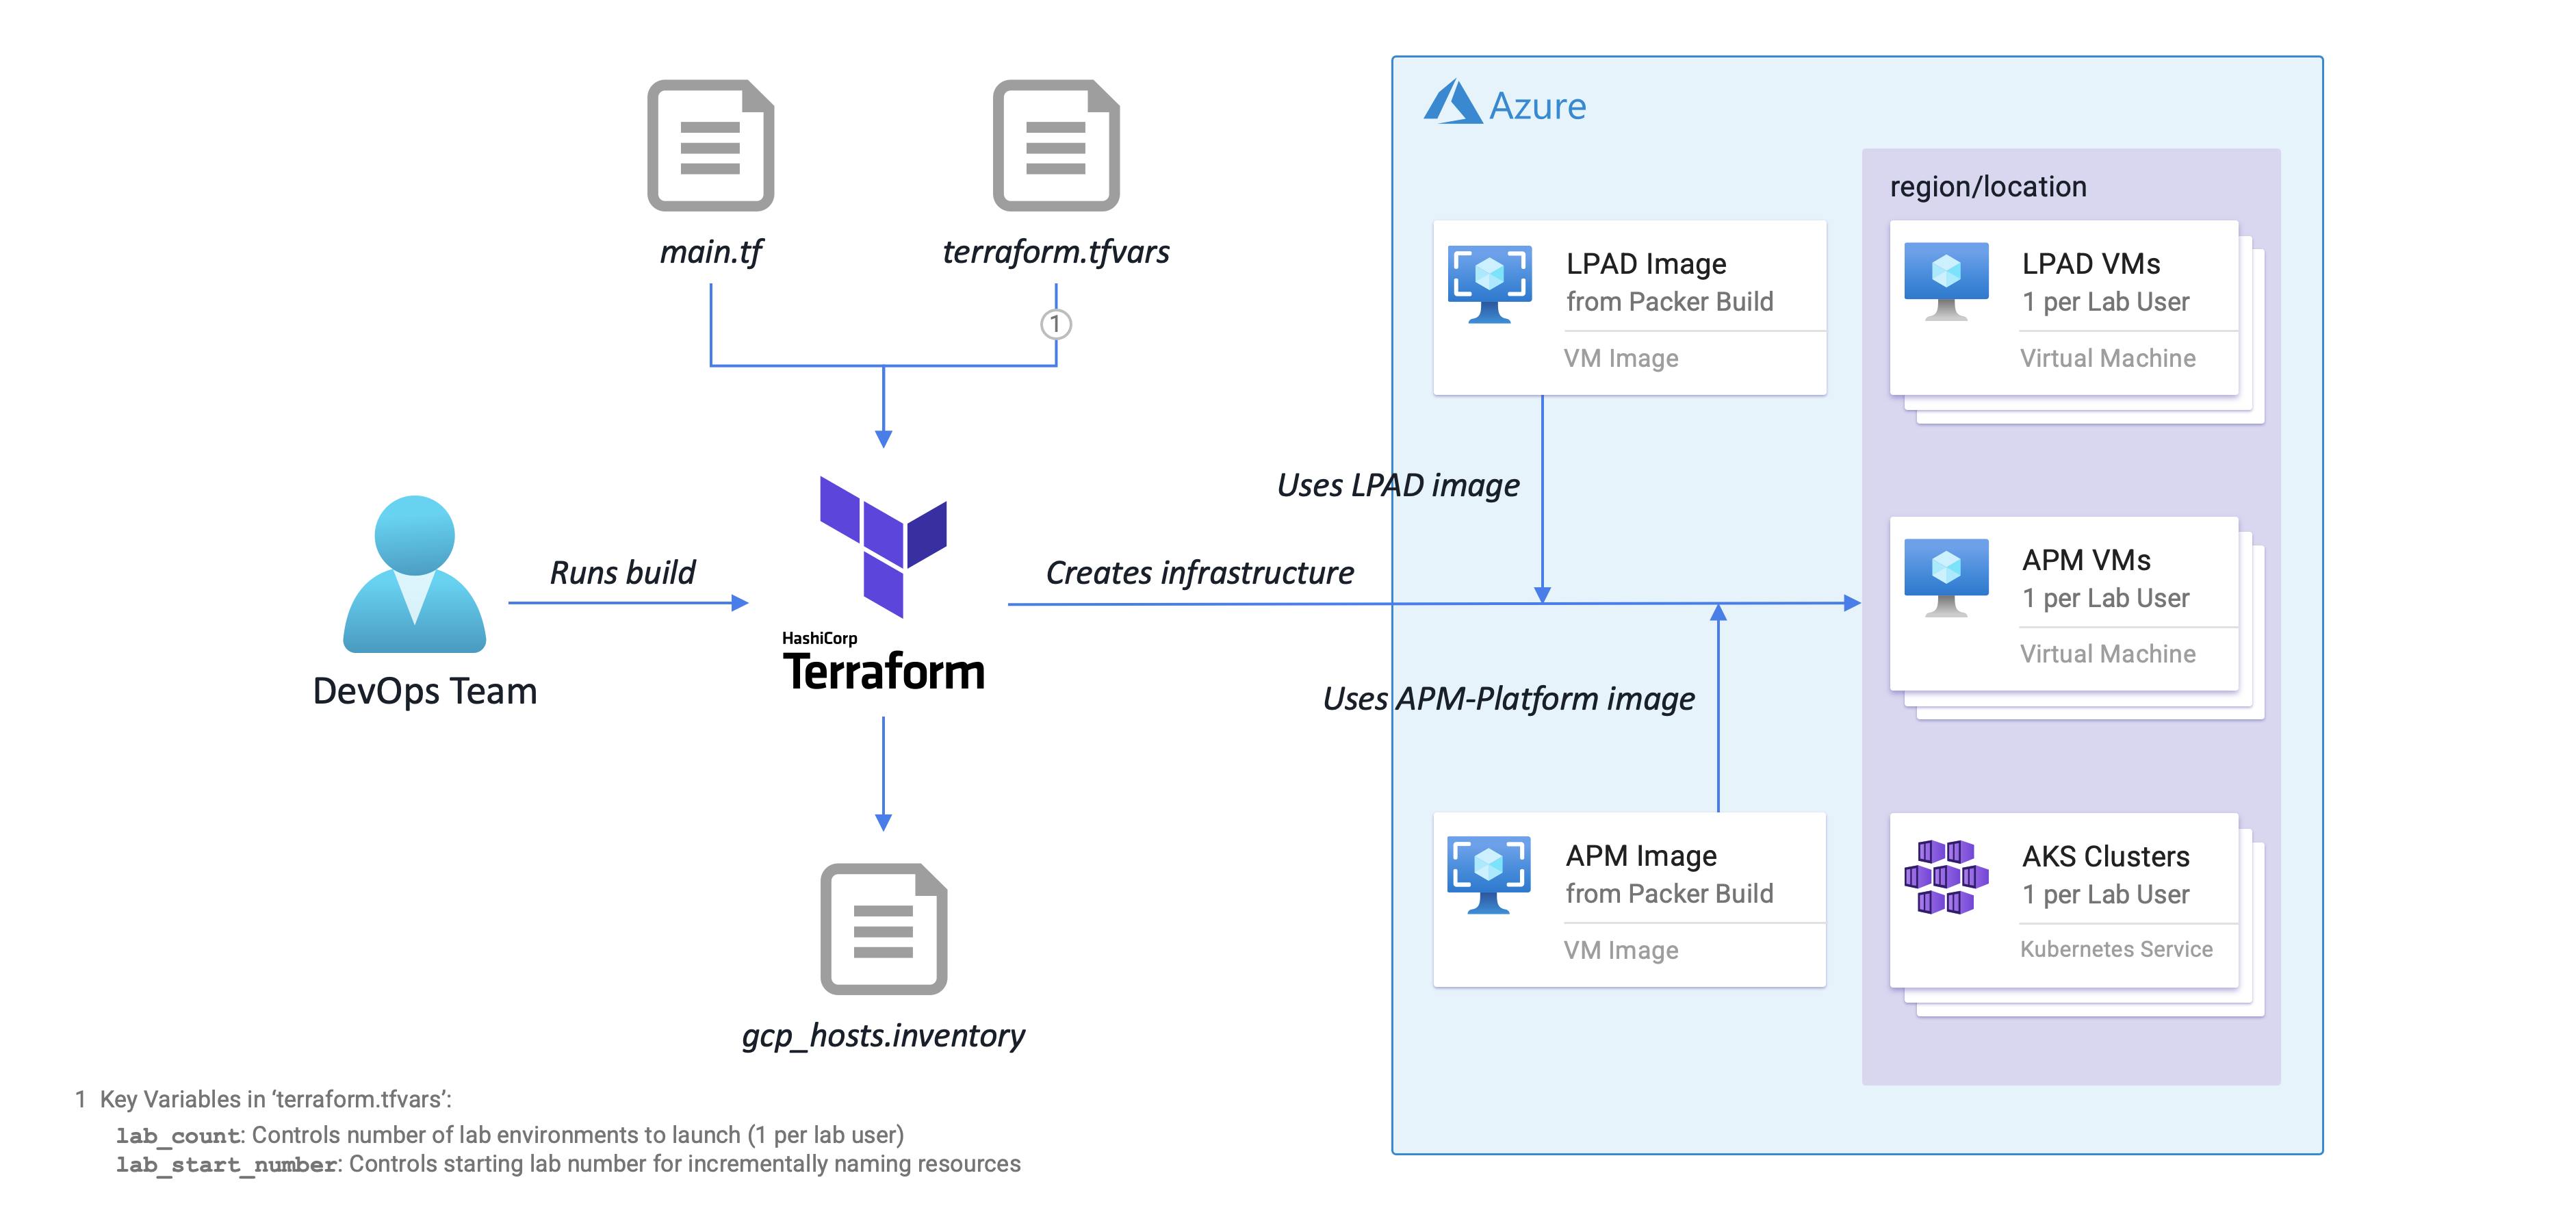 main.tf
terraform.tfvars
1
Azure
region/location
LPAD Image
from Packer Build
VM Image
LPAD VMs
1 per Lab User
Virtual Machine
Uses LPAD image
DevOps Team
Runs build
HashiCorp
Terraform
Creates infrastructure
APM VMs
1 per Lab User
Virtual Machine
Uses APM-Platform image
APM Image
from Packer Build
VM Image
AKS Clusters
1 per Lab User
Kubernetes Service
gcp_hosts.inventory
1 Key Variables in ‘terraform.tfvars’:
lab_count: Controls number of lab environments to launch (1 per lab user)
lab_start_number: Controls starting lab number for incrementally naming resources